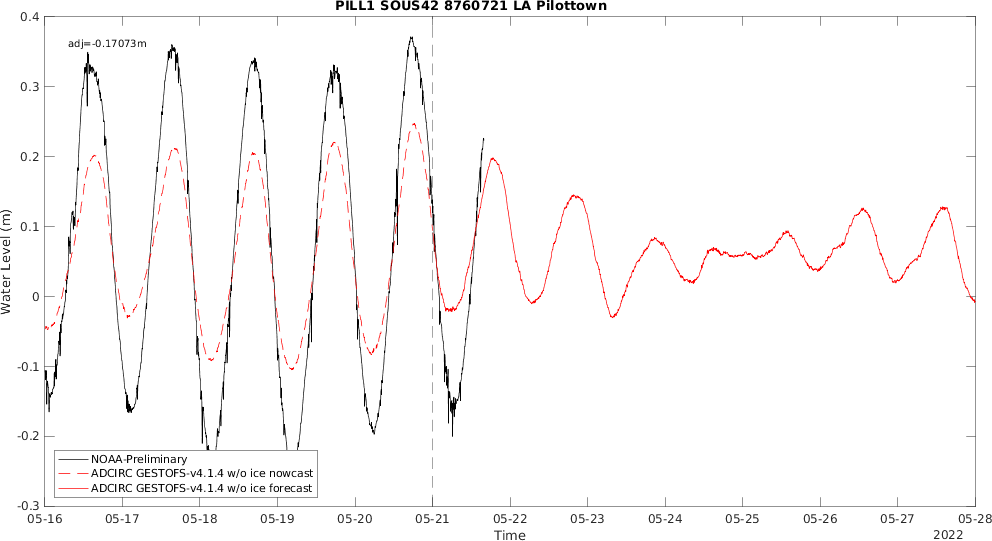 PILL1 SOUS42 8760721 LA Pilottown
adj=-0.17073m
0.4
0.3
0.2
0.1
0
-0.1
-0.2
-0.3
Water Level (m)
NOAA-Preliminary
ADCIRC GESTOFS-v4.1.4 w/o ice nowcast
ADCIRC GESTOFS-v4.1.4 w/o ice forecast
05-16 05-17 05-18 05-19 05-20 05-21 05-22 05-23 05-24 05-25 05-26 05-27 05-28
Time
2022